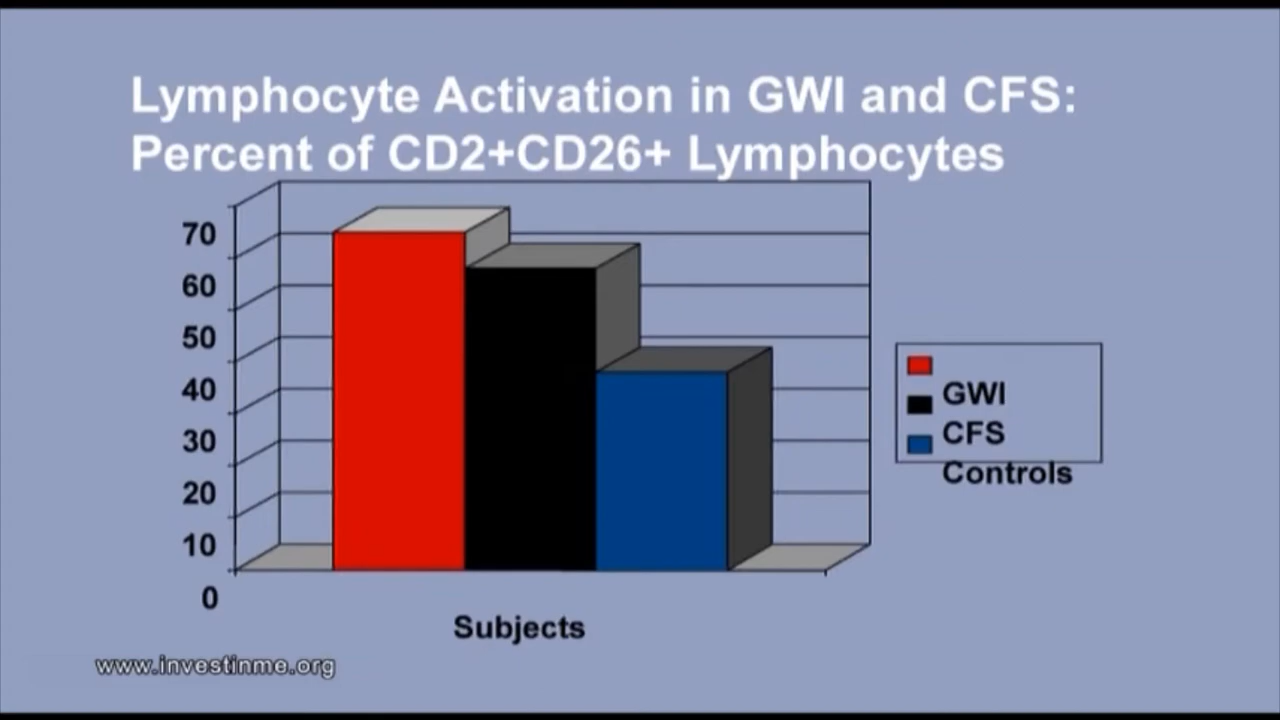 Lymphocyte Activation in GWI and CFS:
Percent of CD2+CD26+ Lymphocytes
70
60
50
40
30
20
10
0
GWI
CFS
Controls
Subjects
www.investinme.org